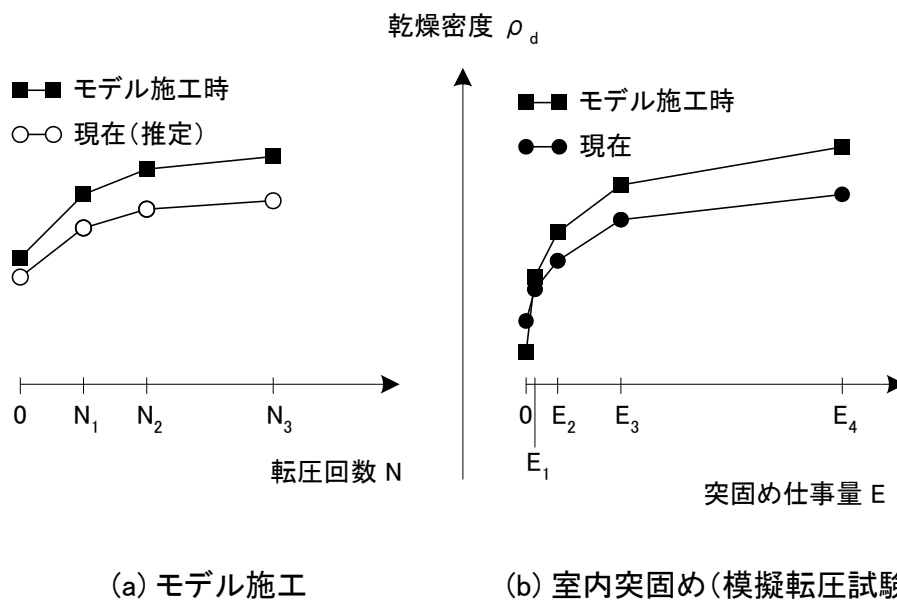 乾燥密度 ρd
モデル施工時
現在(推定)
モデル施工時
現在
0 N1 N2 N3
転圧回数 N
0 E1 E2 E3 E4
突固め仕事量 E
(a) モデル施工
(b) 室内突固め(模擬転圧試験